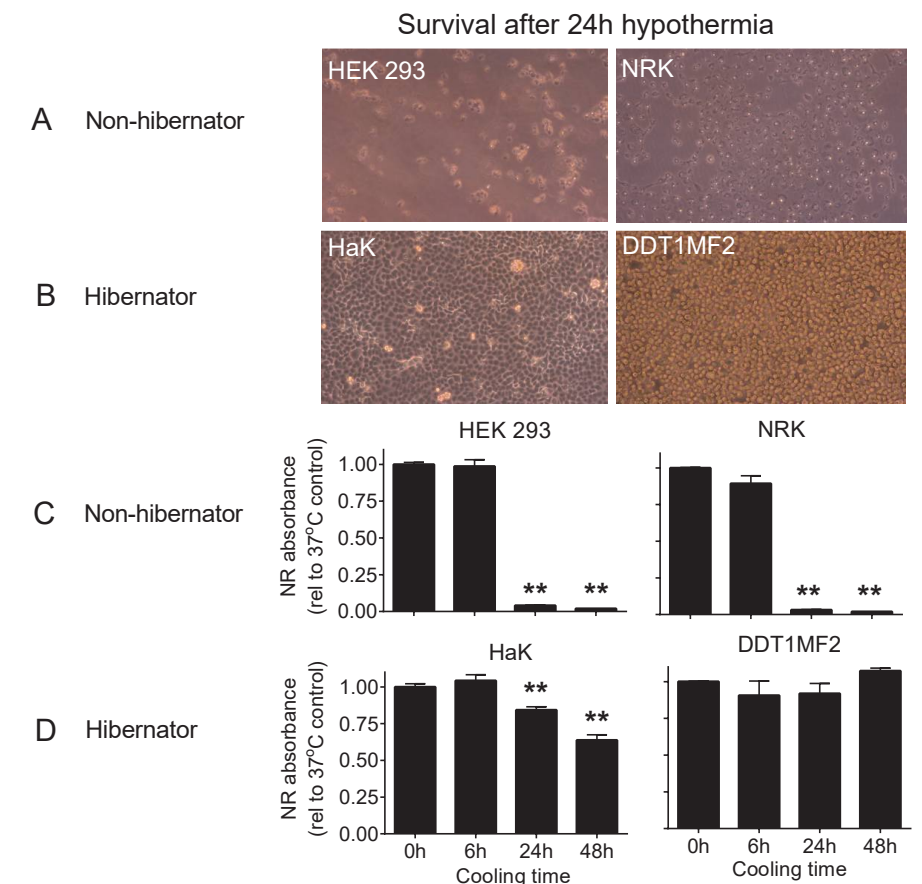 Survival after 24h hypothermia
HEK 293
NRK
A Non-hibernator
HaK
DDT1MF2
B Hibernator
HEK 293
NRK
C Non-hibernator
NR absorbance
(rel to 37°C control)
1.00
0.75
0.50
0.25
0.00
** **
** **
HaK
DDT1MF2
D Hibernator
NR absorbance
(rel to 37°C control)
1.00
0.75
0.50
0.25
0.00
**
**
0h 6h 24h 48h
Cooling time
0h 6h 24h 48h
Cooling time